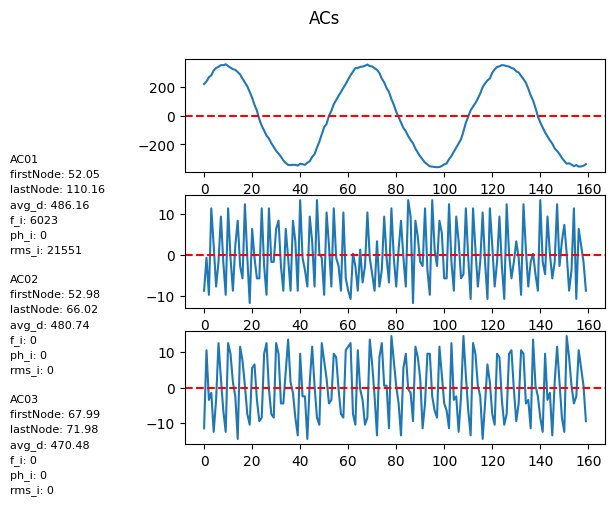 ACs
200
0
−200
0 20 40 60 80 100 120 140 160
10
0
−10
0 20 40 60 80 100 120 140 160
10
0
−10
0 20 40 60 80 100 120 140 160
AC01
firstNode: 52.05
lastNode: 110.16
avg_d: 486.16
f_i: 6023
ph_i: 0
rms_i: 21551
AC02
firstNode: 52.98
lastNode: 66.02
avg_d: 480.74
f_i: 0
ph_i: 0
rms_i: 0
AC03
firstNode: 67.99
lastNode: 71.98
avg_d: 470.48
f_i: 0
ph_i: 0
rms_i: 0